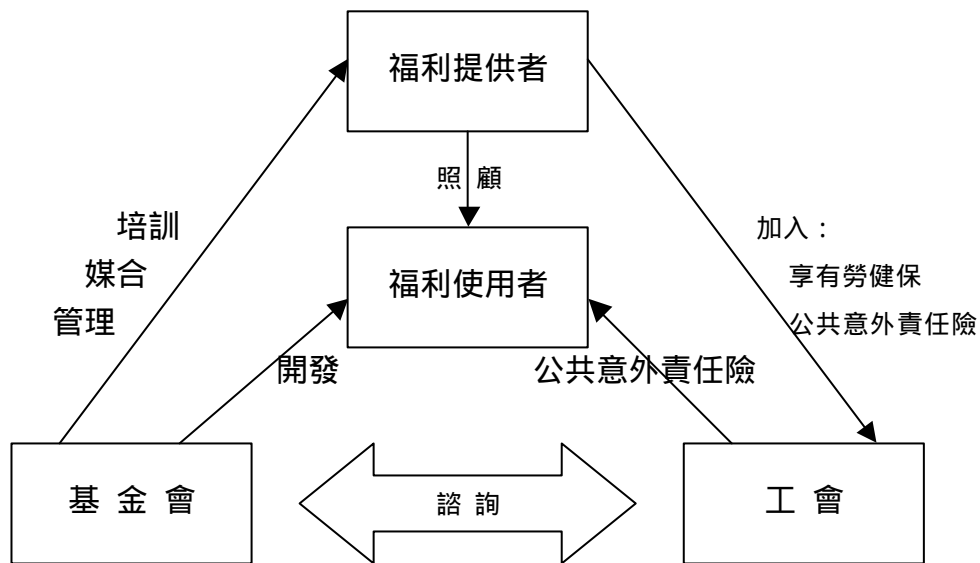 福利提供者
照 顧
培訓
媒合
管理
加入：
享有勞健保
公共意外責任險
福利使用者
開發
公共意外責任險
基 金 會
諮 詢
工 會